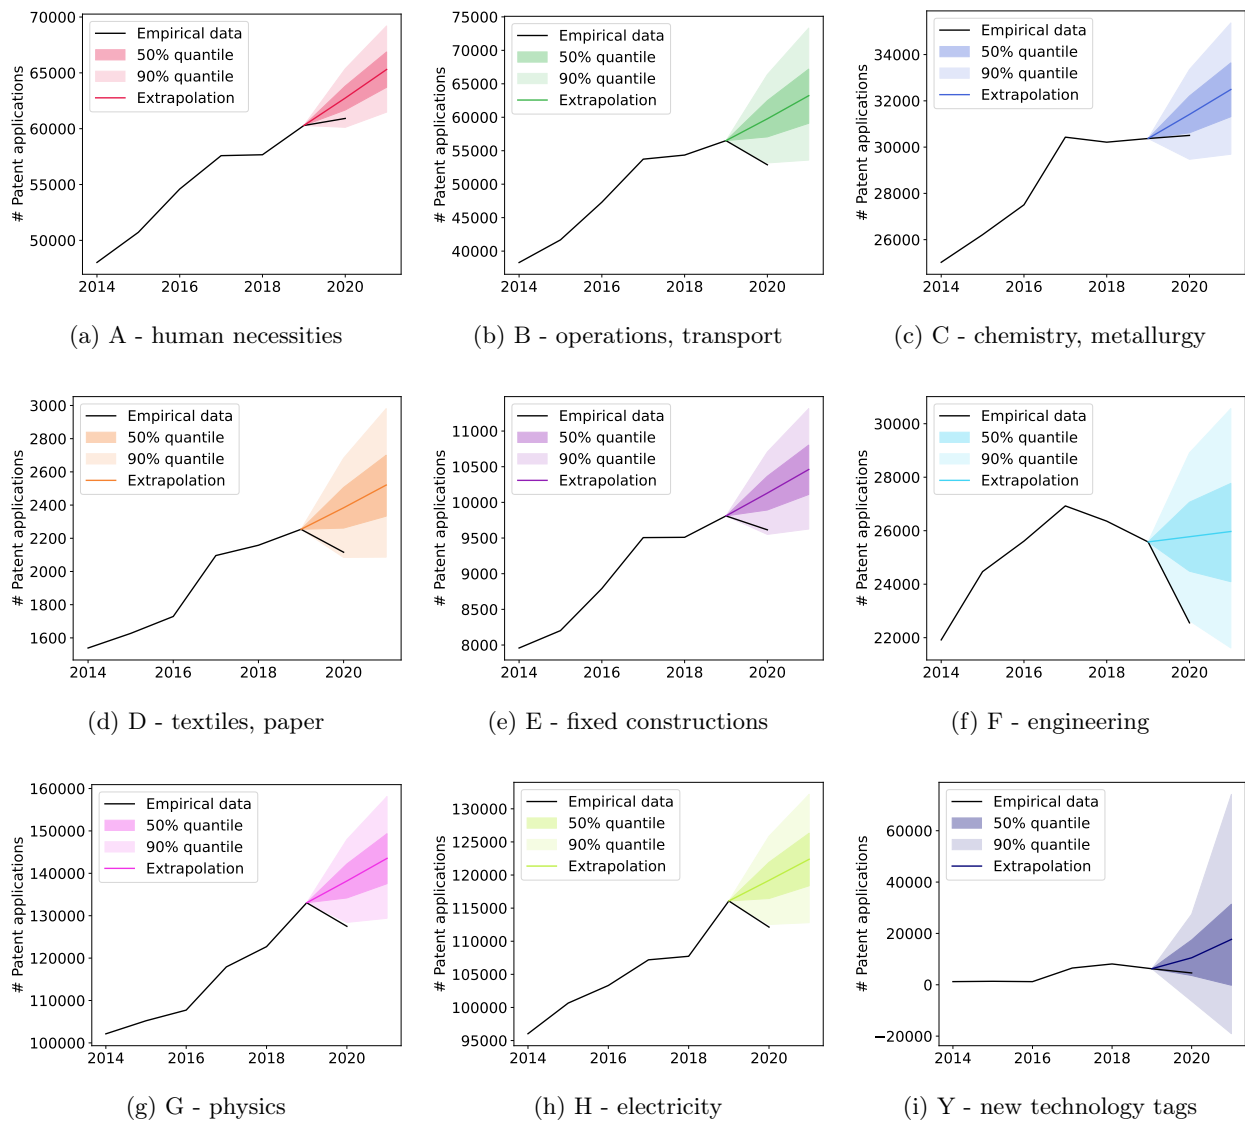 # Patent applications
70000
65000
60000
55000
50000
Empirical data
50% quantile
90% quantile
Extrapolation
2014 2016 2018 2020
(a) A - human necessities
# Patent applications
75000
70000
65000
60000
55000
50000
45000
40000
Empirical data
50% quantile
90% quantile
Extrapolation
2014 2016 2018 2020
(b) B - operations, transport
# Patent applications
34000
32000
30000
28000
26000
Empirical data
50% quantile
90% quantile
Extrapolation
2014 2016 2018 2020
(c) C - chemistry, metallurgy
# Patent applications
3000
2800
2600
2400
2200
2000
1800
1600
Empirical data
50% quantile
90% quantile
Extrapolation
2014 2016 2018 2020
(d) D - textiles, paper
# Patent applications
11000
10500
10000
9500
9000
8500
8000
Empirical data
50% quantile
90% quantile
Extrapolation
2014 2016 2018 2020
(e) E - fixed constructions
# Patent applications
30000
28000
26000
24000
22000
Empirical data
50% quantile
90% quantile
Extrapolation
2014 2016 2018 2020
(f) F - engineering
# Patent applications
160000
150000
140000
130000
120000
110000
100000
Empirical data
50% quantile
90% quantile
Extrapolation
2014 2016 2018 2020
(g) G - physics
# Patent applications
130000
125000
120000
115000
110000
105000
100000
95000
Empirical data
50% quantile
90% quantile
Extrapolation
2014 2016 2018 2020
(h) H - electricity
# Patent applications
60000
40000
20000
0
−20000
Empirical data
50% quantile
90% quantile
Extrapolation
2014 2016 2018 2020
(i) Y - new technology tags